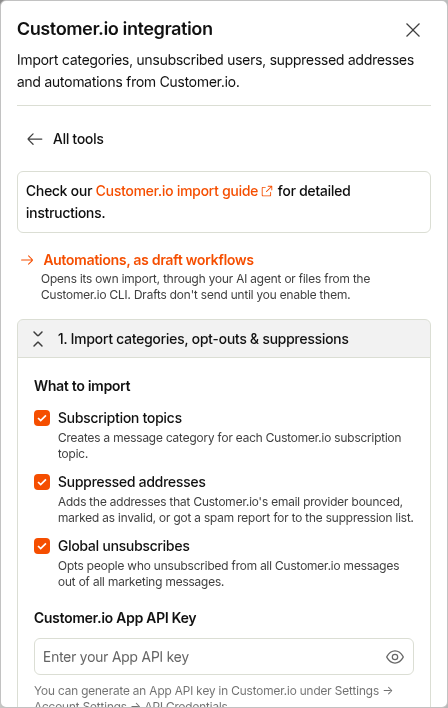 Customer.io integration
Import categories, unsubscribed users, suppressed addresses
and automations from Customer.io.
← All tools
Check our Customer.io import guide for detailed
instructions.
→ Automations, as draft workflows
Opens its own import, through your AI agent or files from the
Customer.io CLI. Drafts don't send until you enable them.
1. Import categories, opt-outs & suppressions
What to import
Subscription topics
Creates a message category for each Customer.io subscription
topic.
Suppressed addresses
Adds the addresses that Customer.io's email provider bounced,
marked as invalid, or got a spam report for to the suppression list.
Global unsubscribes
Opts people who unsubscribed from all Customer.io messages
out of all marketing messages.
Customer.io App API Key
Enter your App API key
You can generate an App API key in Customer.io under Settings →
Account Settings → API Credentials